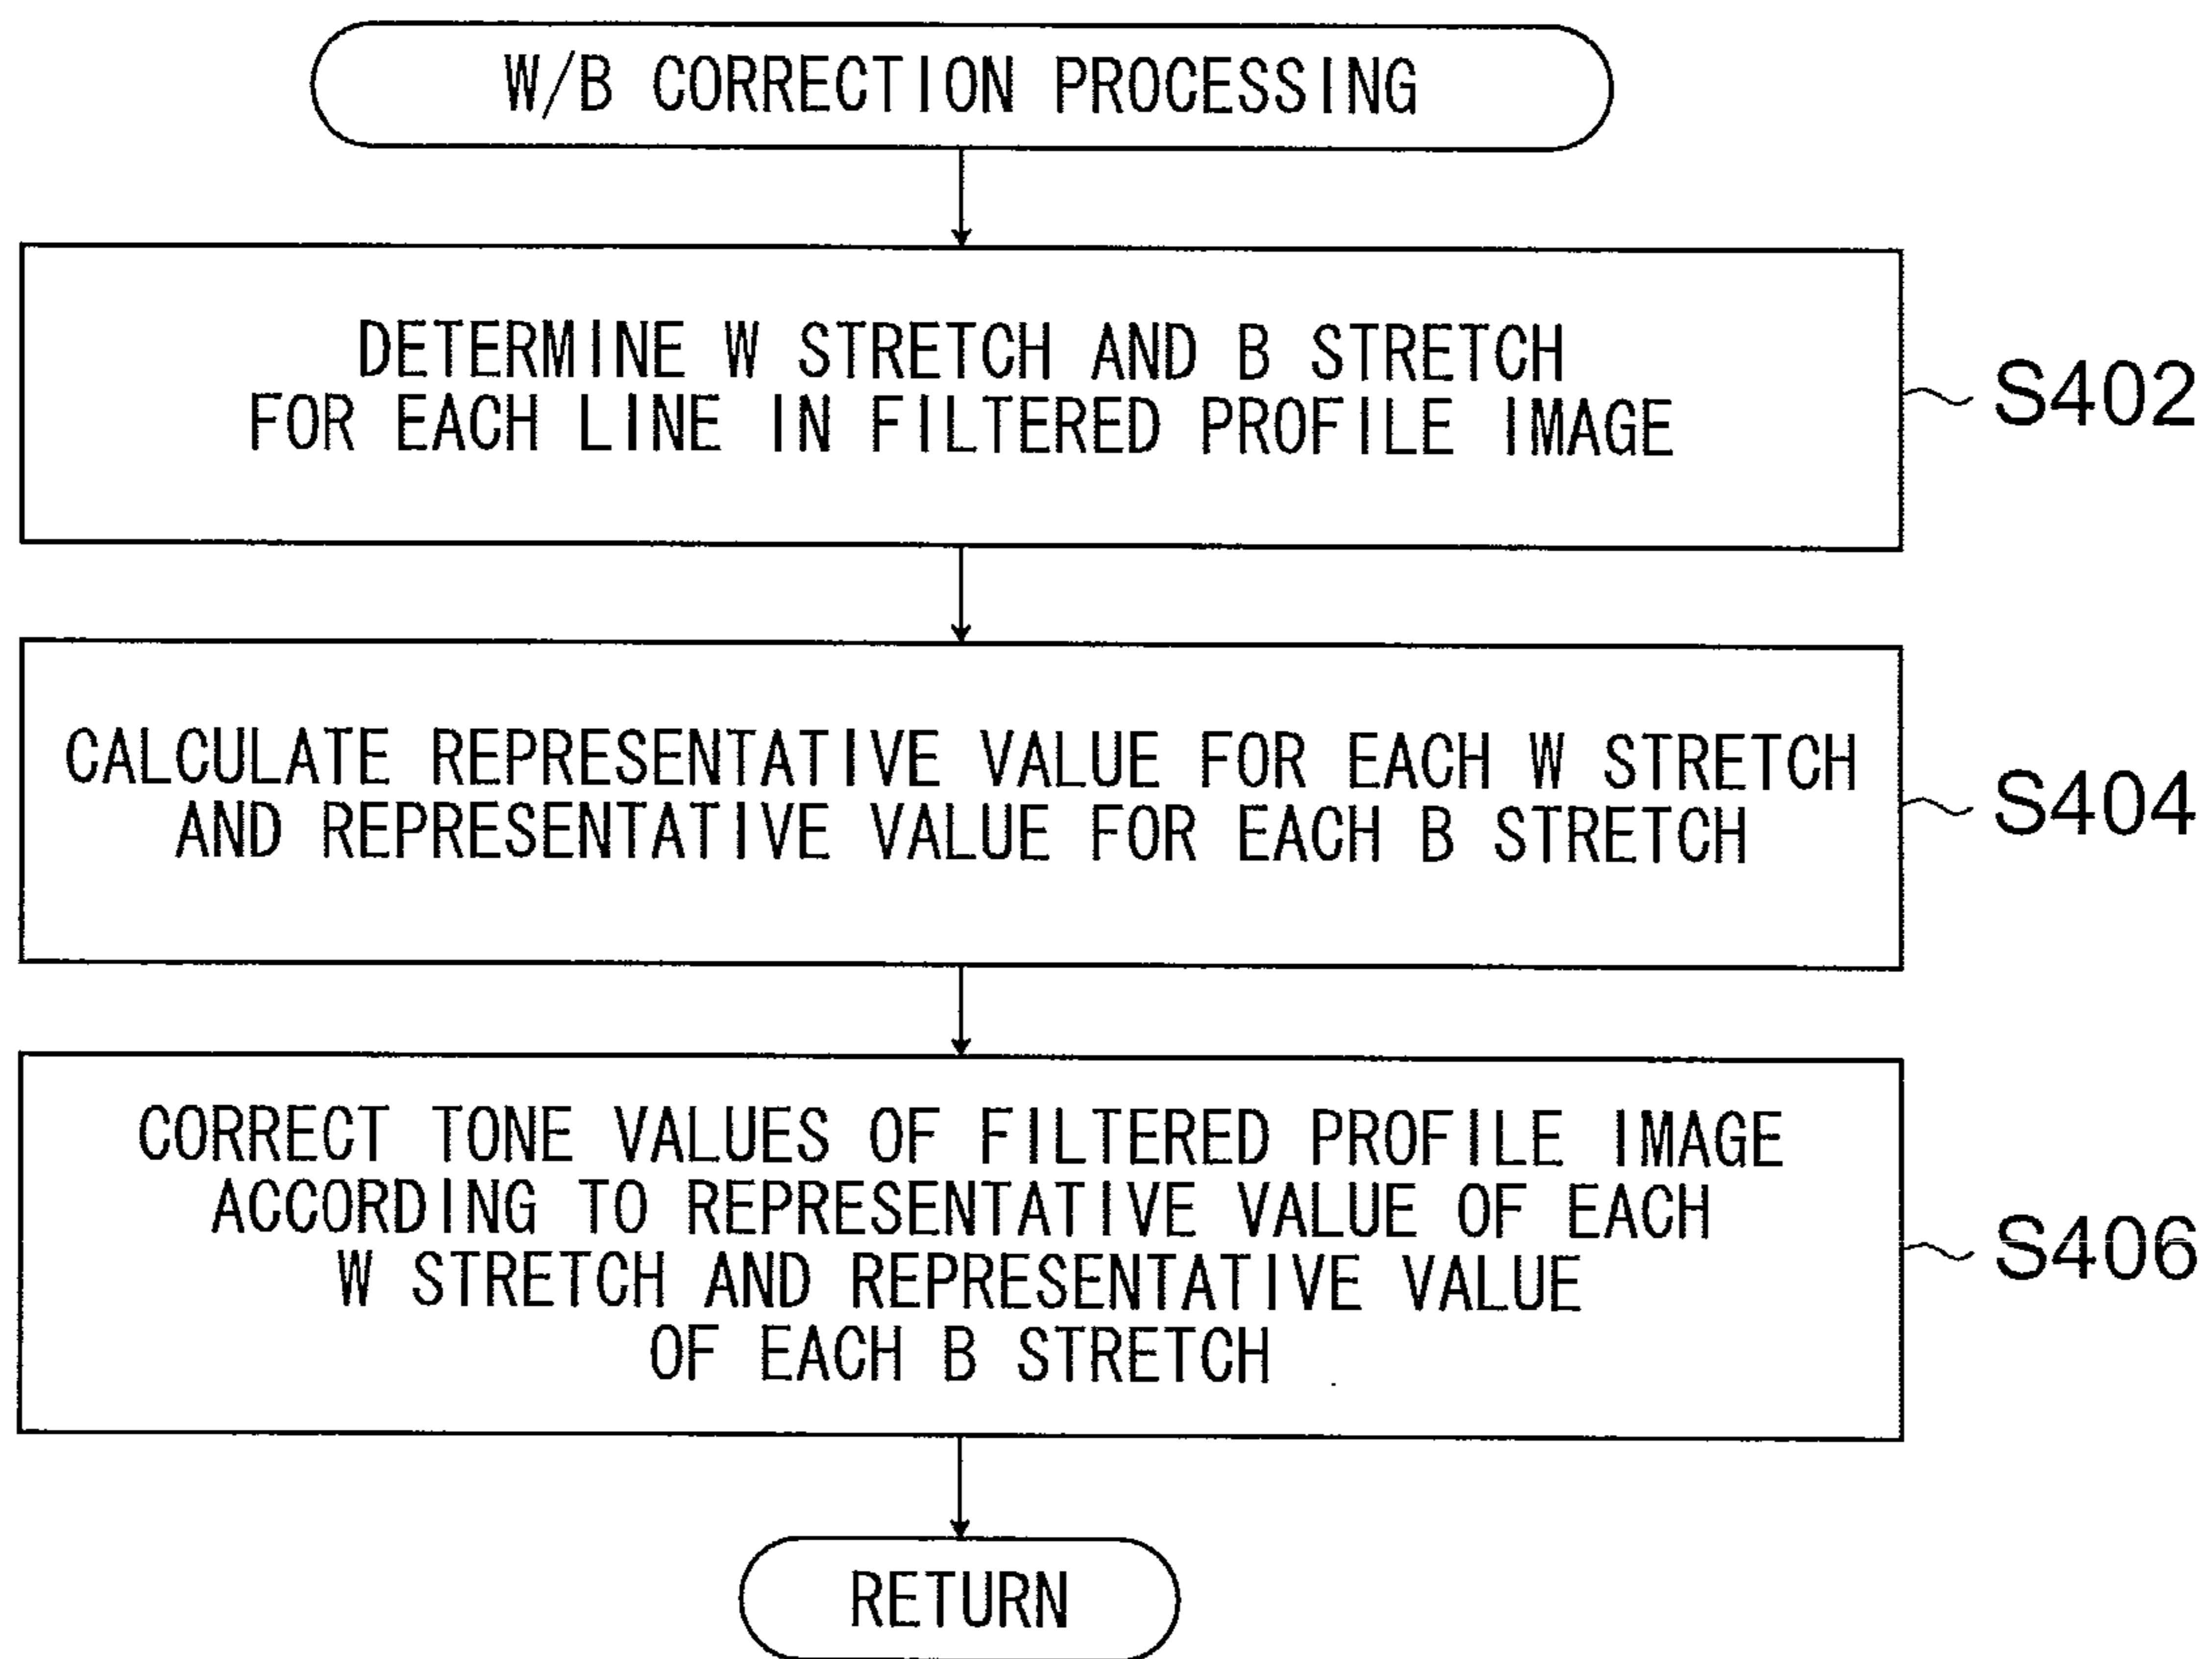 W/B CORRECTION PROCESSING
DETERMINE W STRETCH AND B STRETCH
FOR EACH LINE IN FILTERED PROFILE IMAGE
S402
CALCULATE REPRESENTATIVE VALUE FOR EACH W STRETCH
AND REPRESENTATIVE VALUE FOR EACH B STRETCH
S404
CORRECT TONE VALUES OF FILTERED PROFILE IMAGE
ACCORDING TO REPRESENTATIVE VALUE OF EACH
W STRETCH AND REPRESENTATIVE VALUE
OF EACH B STRETCH
S406
RETURN